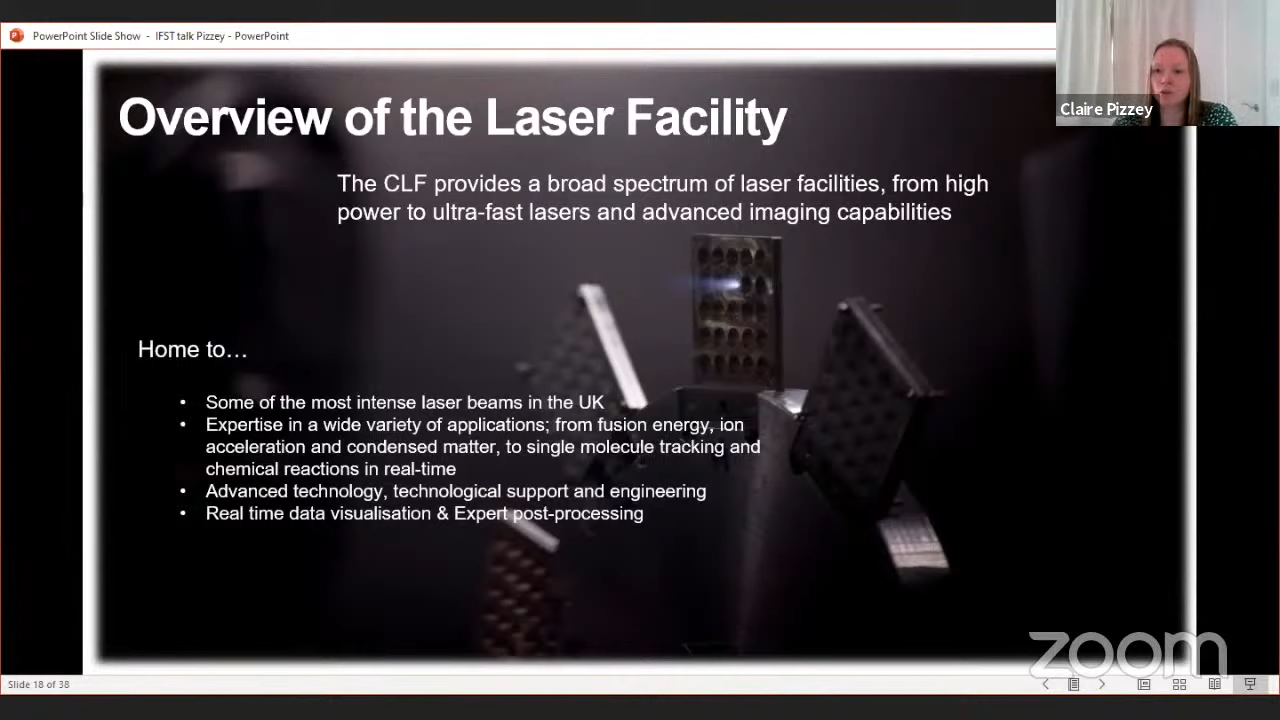 PowerPoint Slide Show - IFST talk Pizzey - PowerPoint
Claire Pizzey
Overview of the Laser Facility
The CLF provides a broad spectrum of laser facilities, from high
power to ultra-fast lasers and advanced imaging capabilities
Home to…
• Some of the most intense laser beams in the UK
• Expertise in a wide variety of applications; from fusion energy, ion
acceleration and condensed matter, to single molecule tracking and
chemical reactions in real-time
• Advanced technology, technological support and engineering
• Real time data visualisation & Expert post-processing
zoom
Slide 18 of 38